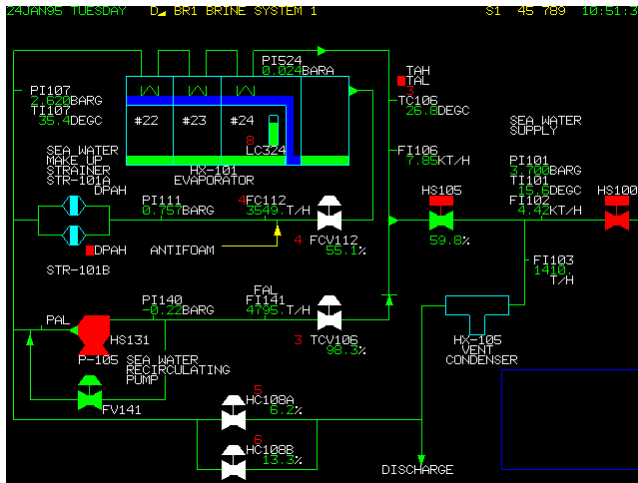 24JAN95 TUESDAY D BR1 BRINE SYSTEM 1 S1 45 789 10:51:3
PI524
0.024BARA
TAH
TAL
3
TC106
26.8DEGC
PI107
2.620BARG
TI107
35.4DEGC
#22 #23 #24
8
LC324
HX-101
EVAPORATOR
SEA WATER
SUPPLY
FI106
7.85KT/H
PI101
3.700BARG
TI101
15.6DEGC
FI102
4.42KT/H
HS105
59.8%
HS100
SEA WATER
MAKE UP
STRAINER
STR-101A
DPAH
PI111
0.757BARG
4 FC112
3549.T/H
4 FCV112
55.1%
ANTIFOAM
DPAH
STR-101B
FI103
1410.
T/H
PI140
-0.22BARG
FAL
FI141
4795.T/H
3 TCV106
98.3%
PAL
HS131
P-105 SEA WATER
RECIRCULATING
PUMP
FV141
HX-105
VENT
CONDENSER
5
HC108A
6.2%
6
HC108B
13.3%
DISCHARGE